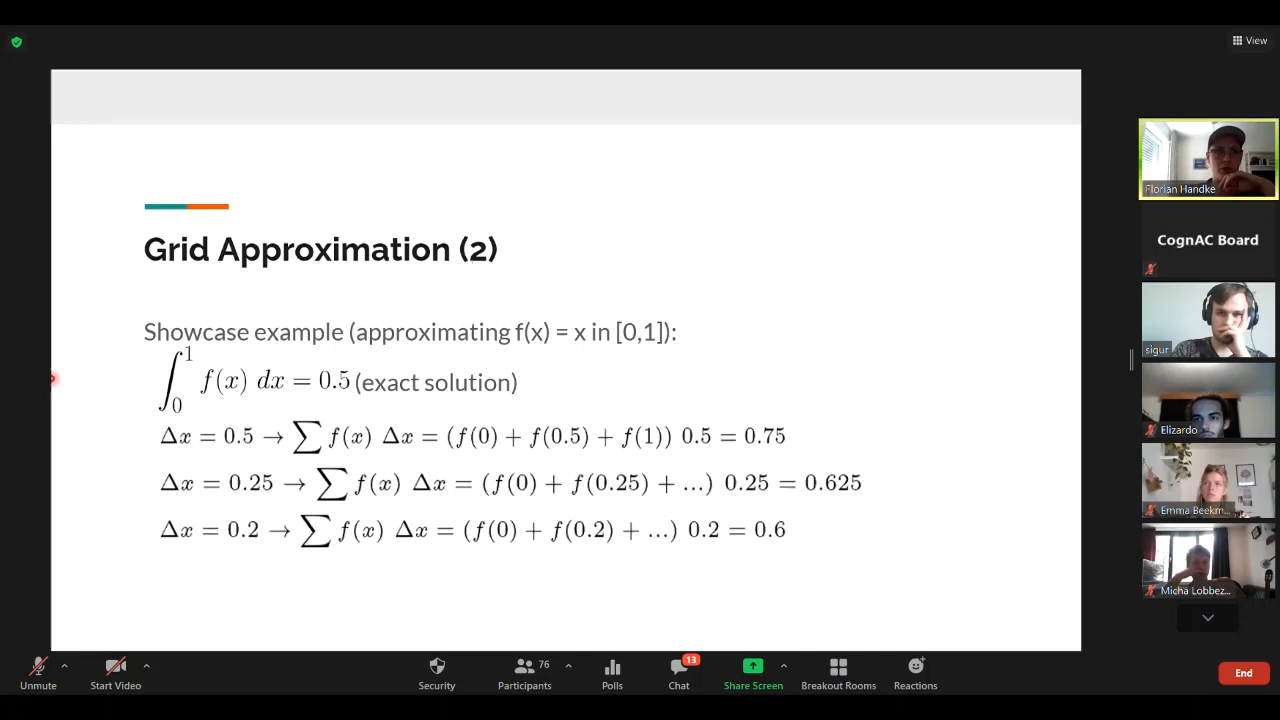 View
Grid Approximation (2)
Showcase example (approximating f(x) = x in [0,1]):
∫₀¹ f(x) dx = 0.5 (exact solution)
Δx = 0.5 → ∑ f(x) Δx = (f(0) + f(0.5) + f(1)) 0.5 = 0.75
Δx = 0.25 → ∑ f(x) Δx = (f(0) + f(0.25) + ...) 0.25 = 0.625
Δx = 0.2 → ∑ f(x) Δx = (f(0) + f(0.2) + ...) 0.2 = 0.6
Florian Handke
CognAC Board
sigur
Elizardo
Emma Beekm...
Micha Lobbez...
Unmute
Start Video
Security
76
Participants
Polls
13
Chat
Share Screen
Breakout Rooms
Reactions
End